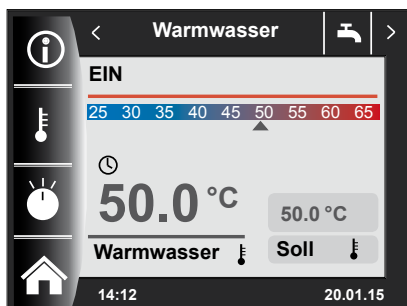 < Warmwasser >
EIN
25 30 35 40 45 50 55 60 65
50.0 °C
50.0 °C
Warmwasser
Soll
14:12 20.01.15